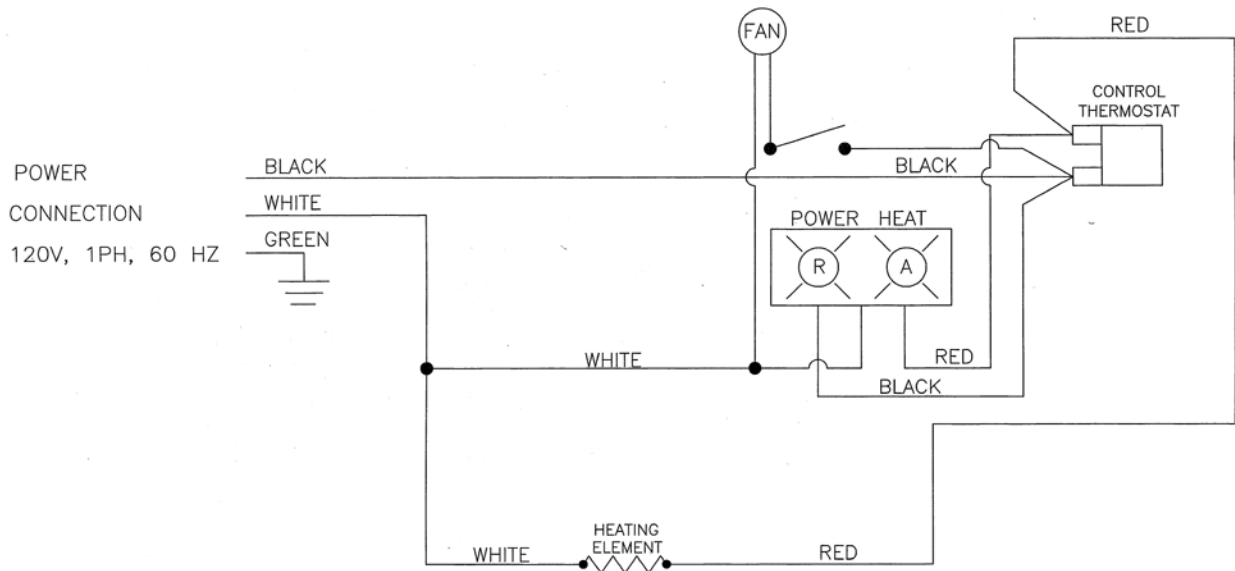 FAN
RED
CONTROL
THERMOSTAT
POWER
BLACK
BLACK
CONNECTION
WHITE
120V, 1PH, 60 HZ
GREEN
POWER HEAT
R
A
WHITE
RED
BLACK
HEATING
ELEMENT
WHITE
RED